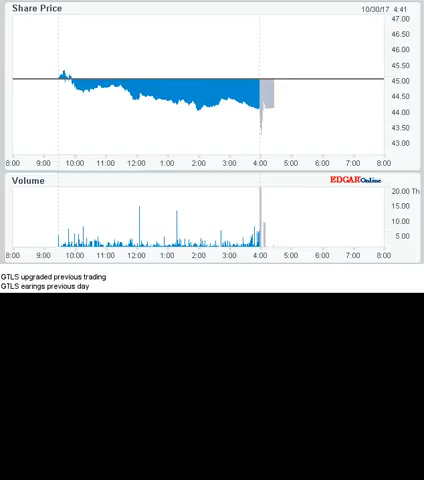 Share Price
10/30/17 4:41
47.00
46.50
46.00
45.50
45.00
44.50
44.00
43.50
43.00
8:00 9:00 10:00 11:00 12:00 1:00 2:00 3:00 4:00 5:00 6:00 7:00 8:00
Volume
EDGAROnline
20.00 Th
15.00
10.00
5.00
8:00 9:00 10:00 11:00 12:00 1:00 2:00 3:00 4:00 5:00 6:00 7:00 8:00
GTLS upgraded previous trading
GTLS earings previous day